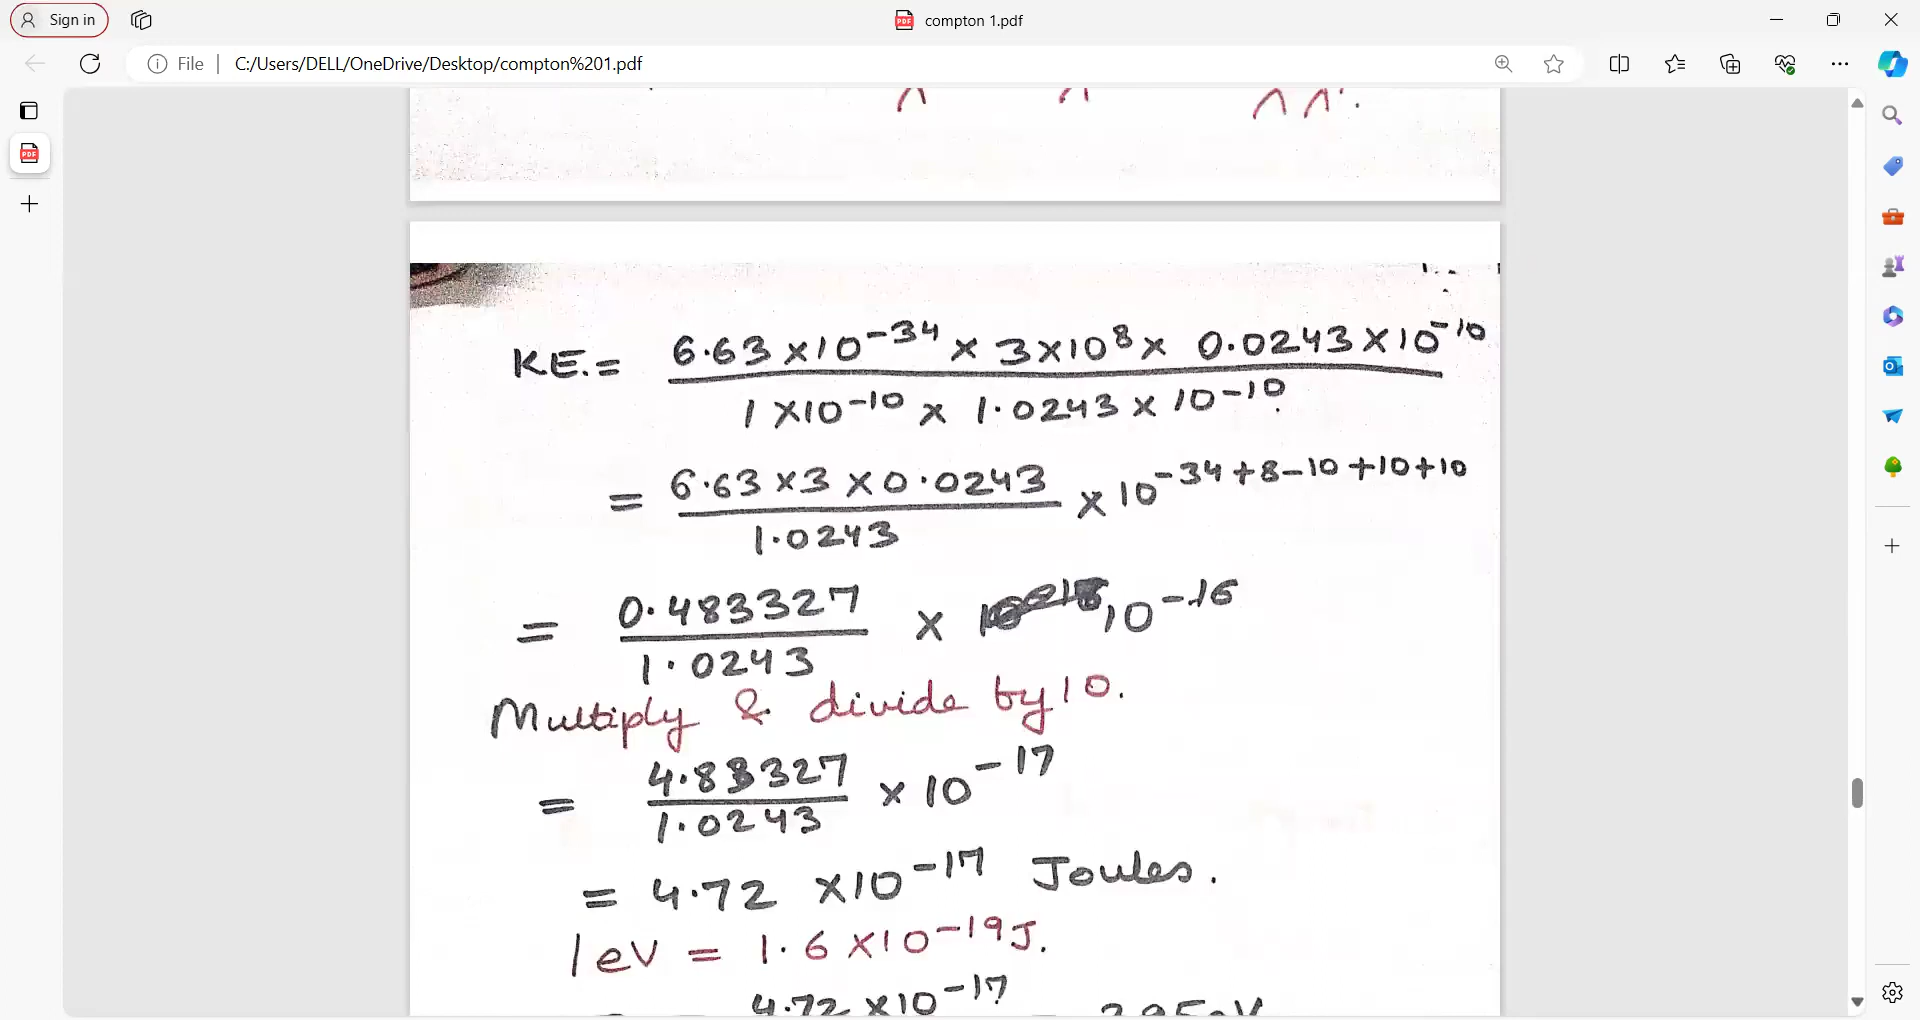 Sign in
compton 1.pdf
File
C:/Users/DELL/OneDrive/Desktop/compton%201.pdf
KE. = 6.63 × 10^-34 × 3 × 10^8 × 0.0243 × 10^-10
1 × 10^-10 × 1.0243 × 10^-10
= 6.63 × 3 × 0.0243 × 10^-34+8-10+10+10
1.0243
= 0.483327 × 10^-16
1.0243
Multiply & divide by 10.
= 4.83327 × 10^-17
1.0243
= 4.72 × 10^-17 Joules.
1eV = 1.6 × 10^-19 J.
4.72 × 10^-17